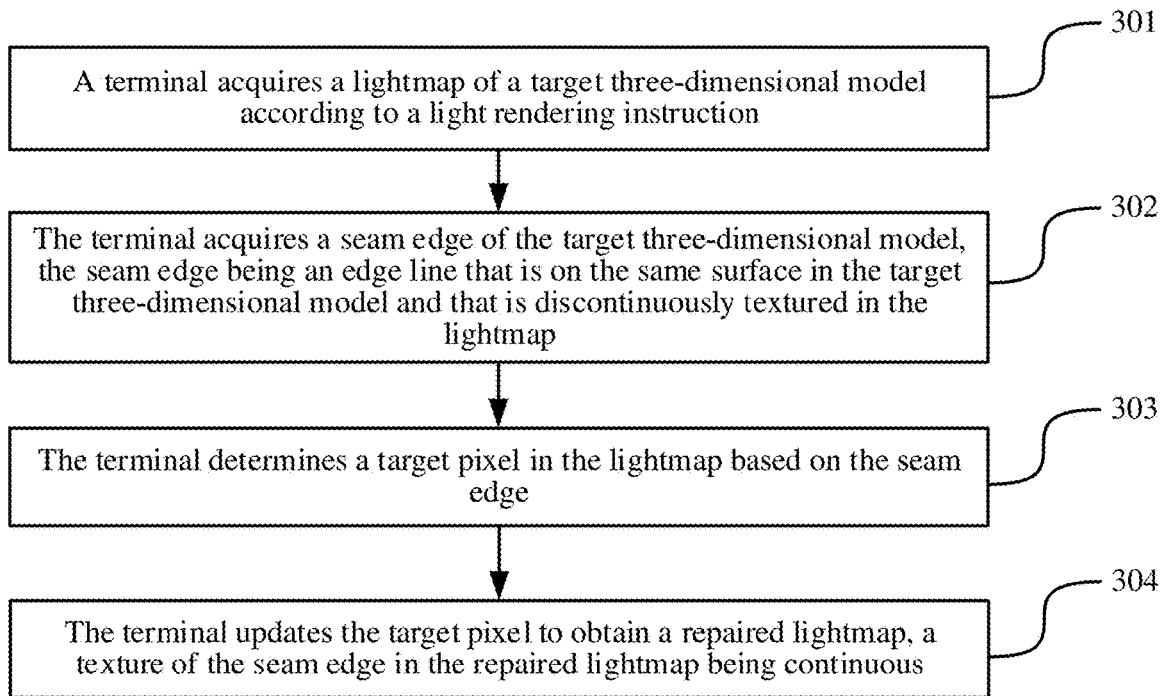 301
A terminal acquires a lightmap of a target three-dimensional model
according to a light rendering instruction
302
The terminal acquires a seam edge of the target three-dimensional model,
the seam edge being an edge line that is on the same surface in the target
three-dimensional model and that is discontinuously textured in the
lightmap
303
The terminal determines a target pixel in the lightmap based on the seam
edge
304
The terminal updates the target pixel to obtain a repaired lightmap, a
texture of the seam edge in the repaired lightmap being continuous